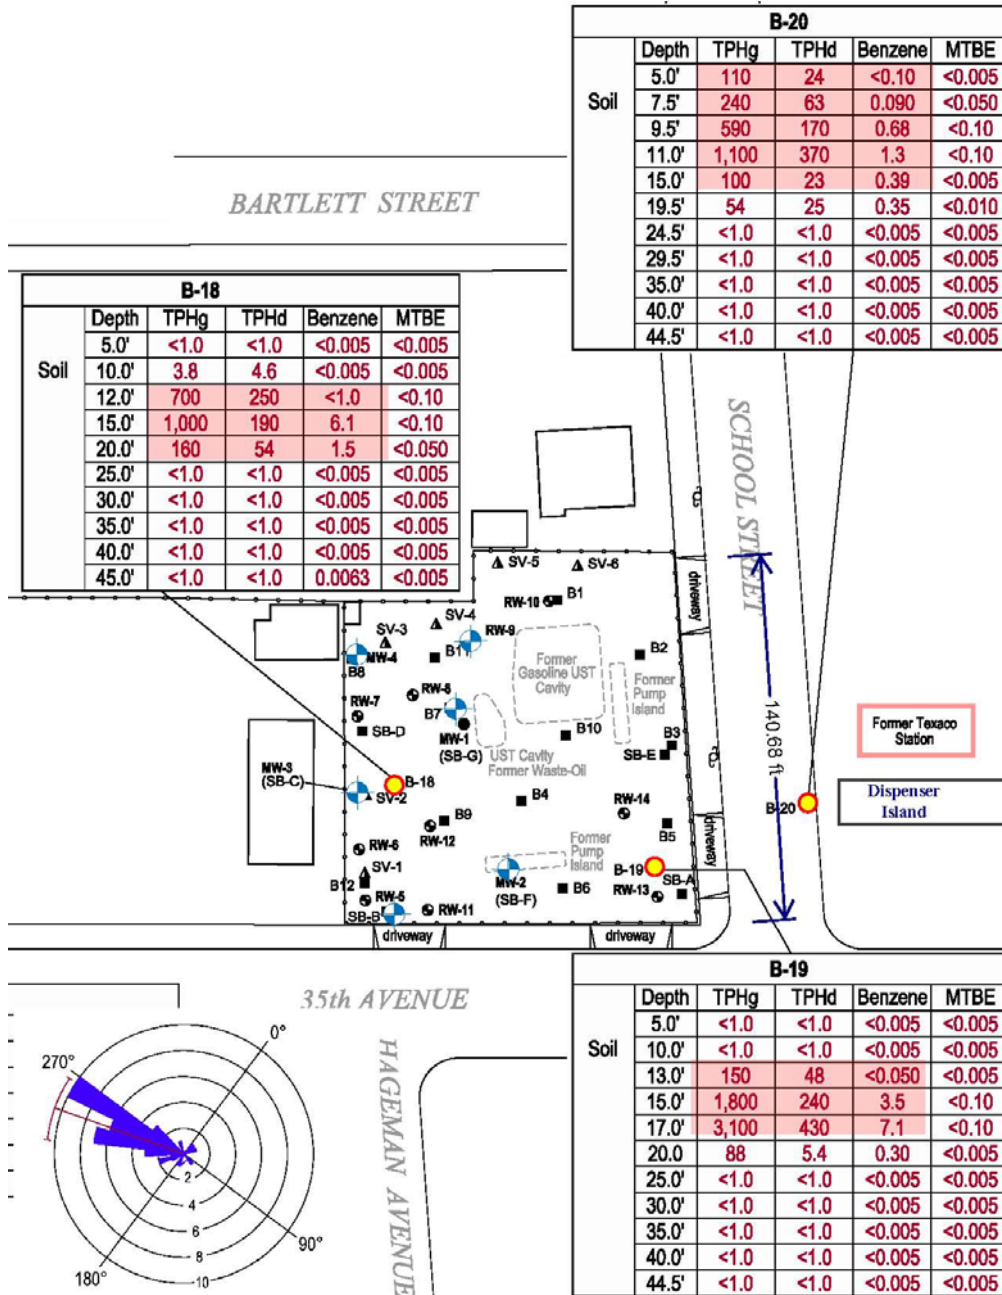 B-20
Depth TPHg TPHd Benzene MTBE
5.0' 110 24 <0.10 <0.005
Soil 7.5' 240 63 0.090 <0.050
9.5' 590 170 0.68 <0.10
11.0' 1,100 370 1.3 <0.10
15.0' 100 23 0.39 <0.005
19.5' 54 25 0.35 <0.010
24.5' <1.0 <1.0 <0.005 <0.005
29.5' <1.0 <1.0 <0.005 <0.005
35.0' <1.0 <1.0 <0.005 <0.005
40.0' <1.0 <1.0 <0.005 <0.005
44.5' <1.0 <1.0 <0.005 <0.005
BARTLETT STREET
B-18
Depth TPHg TPHd Benzene MTBE
5.0' <1.0 <1.0 <0.005 <0.005
Soil 10.0' 3.8 4.6 <0.005 <0.005
12.0' 700 250 <1.0 <0.10
15.0' 1,000 190 6.1 <0.10
20.0' 160 54 1.5 <0.050
25.0' <1.0 <1.0 <0.005 <0.005
30.0' <1.0 <1.0 <0.005 <0.005
35.0' <1.0 <1.0 <0.005 <0.005
40.0' <1.0 <1.0 <0.005 <0.005
45.0' <1.0 <1.0 0.0063 <0.005
SCHOOL STREET
SV-5
SV-6
driveway
RW-10
B1
SV-4
SV-3
RW-9
MW-4
B8
B11
B2
Former
Gasoline UST
Cavity
Former
Pump
Island
RW-8
RW-7
B7
SB-D
MW-1
(SB-G)
B10
B3
SB-E
UST Cavity
Former Waste-Oil
140.68 ft
Former Texaco
Station
MW-3
(SB-C)
SV-2
B-18
B4
RW-14
B-20
Dispenser
Island
B9
RW-12
B5
driveway
RW-6
SV-1
Former
Pump
Island
B-19
B12
RW-5
SB-B
MW-2
(SB-F)
B6
SB-A
RW-13
RW-11
driveway
driveway
35th AVENUE
HAGEMAN AVENUE
0°
270°
90°
180°
2
4
6
8
10
B-19
Depth TPHg TPHd Benzene MTBE
5.0' <1.0 <1.0 <0.005 <0.005
Soil 10.0' <1.0 <1.0 <0.005 <0.005
13.0' 150 48 <0.050 <0.005
15.0' 1,800 240 3.5 <0.10
17.0' 3,100 430 7.1 <0.10
20.0 88 5.4 0.30 <0.005
25.0' <1.0 <1.0 <0.005 <0.005
30.0' <1.0 <1.0 <0.005 <0.005
35.0' <1.0 <1.0 <0.005 <0.005
40.0' <1.0 <1.0 <0.005 <0.005
44.5' <1.0 <1.0 <0.005 <0.005